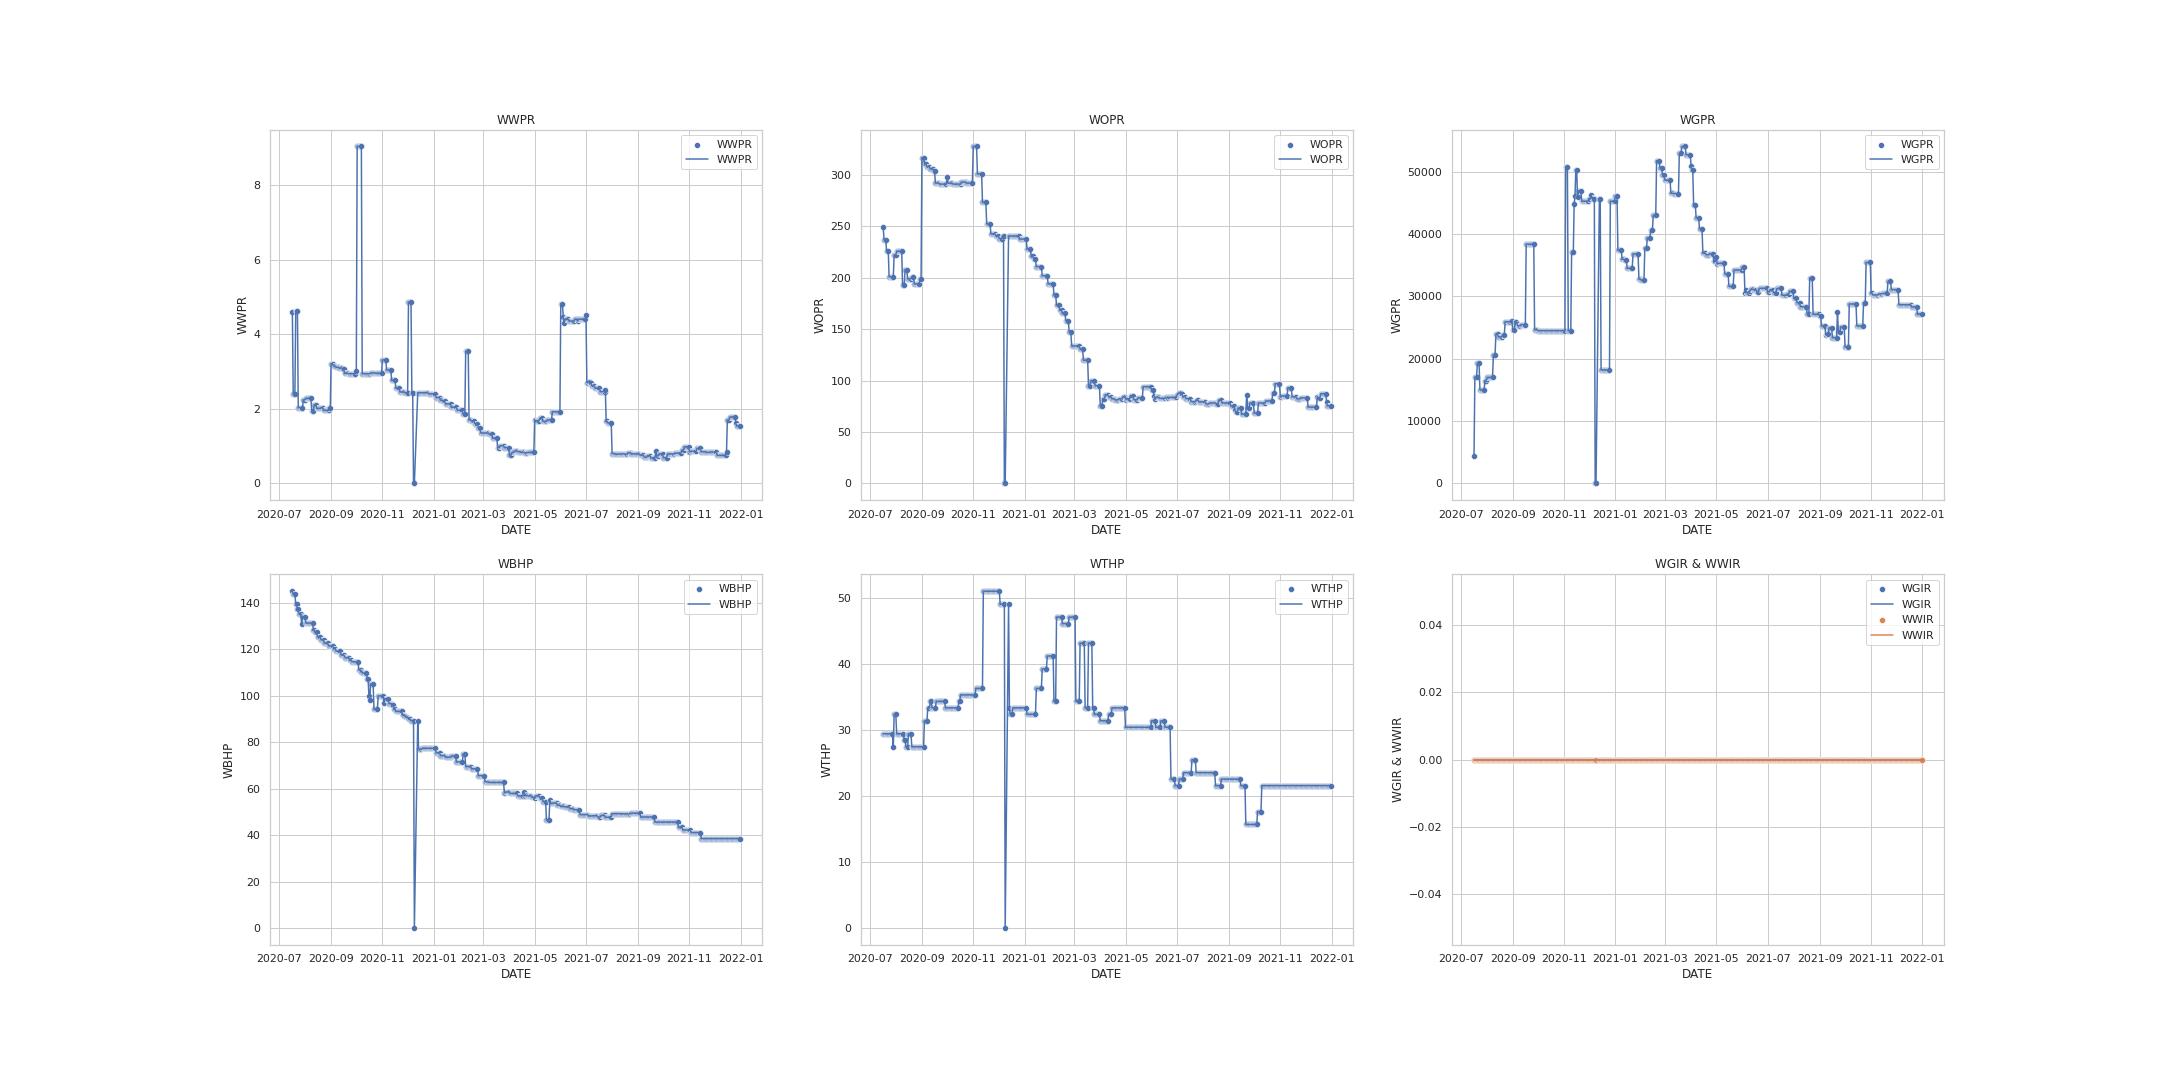 WWPR
WWPR
WWPR
8
6
4
2
0
WWPR
2020-07 2020-09 2020-11 2021-01 2021-03 2021-05 2021-07 2021-09 2021-11 2022-01
DATE
WOPR
WOPR
WOPR
300
250
200
150
100
50
0
WOPR
2020-07 2020-09 2020-11 2021-01 2021-03 2021-05 2021-07 2021-09 2021-11 2022-01
DATE
WGPR
WGPR
WGPR
50000
40000
30000
20000
10000
0
WGPR
2020-07 2020-09 2020-11 2021-01 2021-03 2021-05 2021-07 2021-09 2021-11 2022-01
DATE
WBHP
WBHP
WBHP
140
120
100
80
60
40
20
0
WBHP
2020-07 2020-09 2020-11 2021-01 2021-03 2021-05 2021-07 2021-09 2021-11 2022-01
DATE
WTHP
WTHP
WTHP
50
40
30
20
10
0
WTHP
2020-07 2020-09 2020-11 2021-01 2021-03 2021-05 2021-07 2021-09 2021-11 2022-01
DATE
WGIR & WWIR
WGIR
WGIR
WWIR
WWIR
0.04
0.02
0.00
−0.02
−0.04
WGIR & WWIR
2020-07 2020-09 2020-11 2021-01 2021-03 2021-05 2021-07 2021-09 2021-11 2022-01
DATE